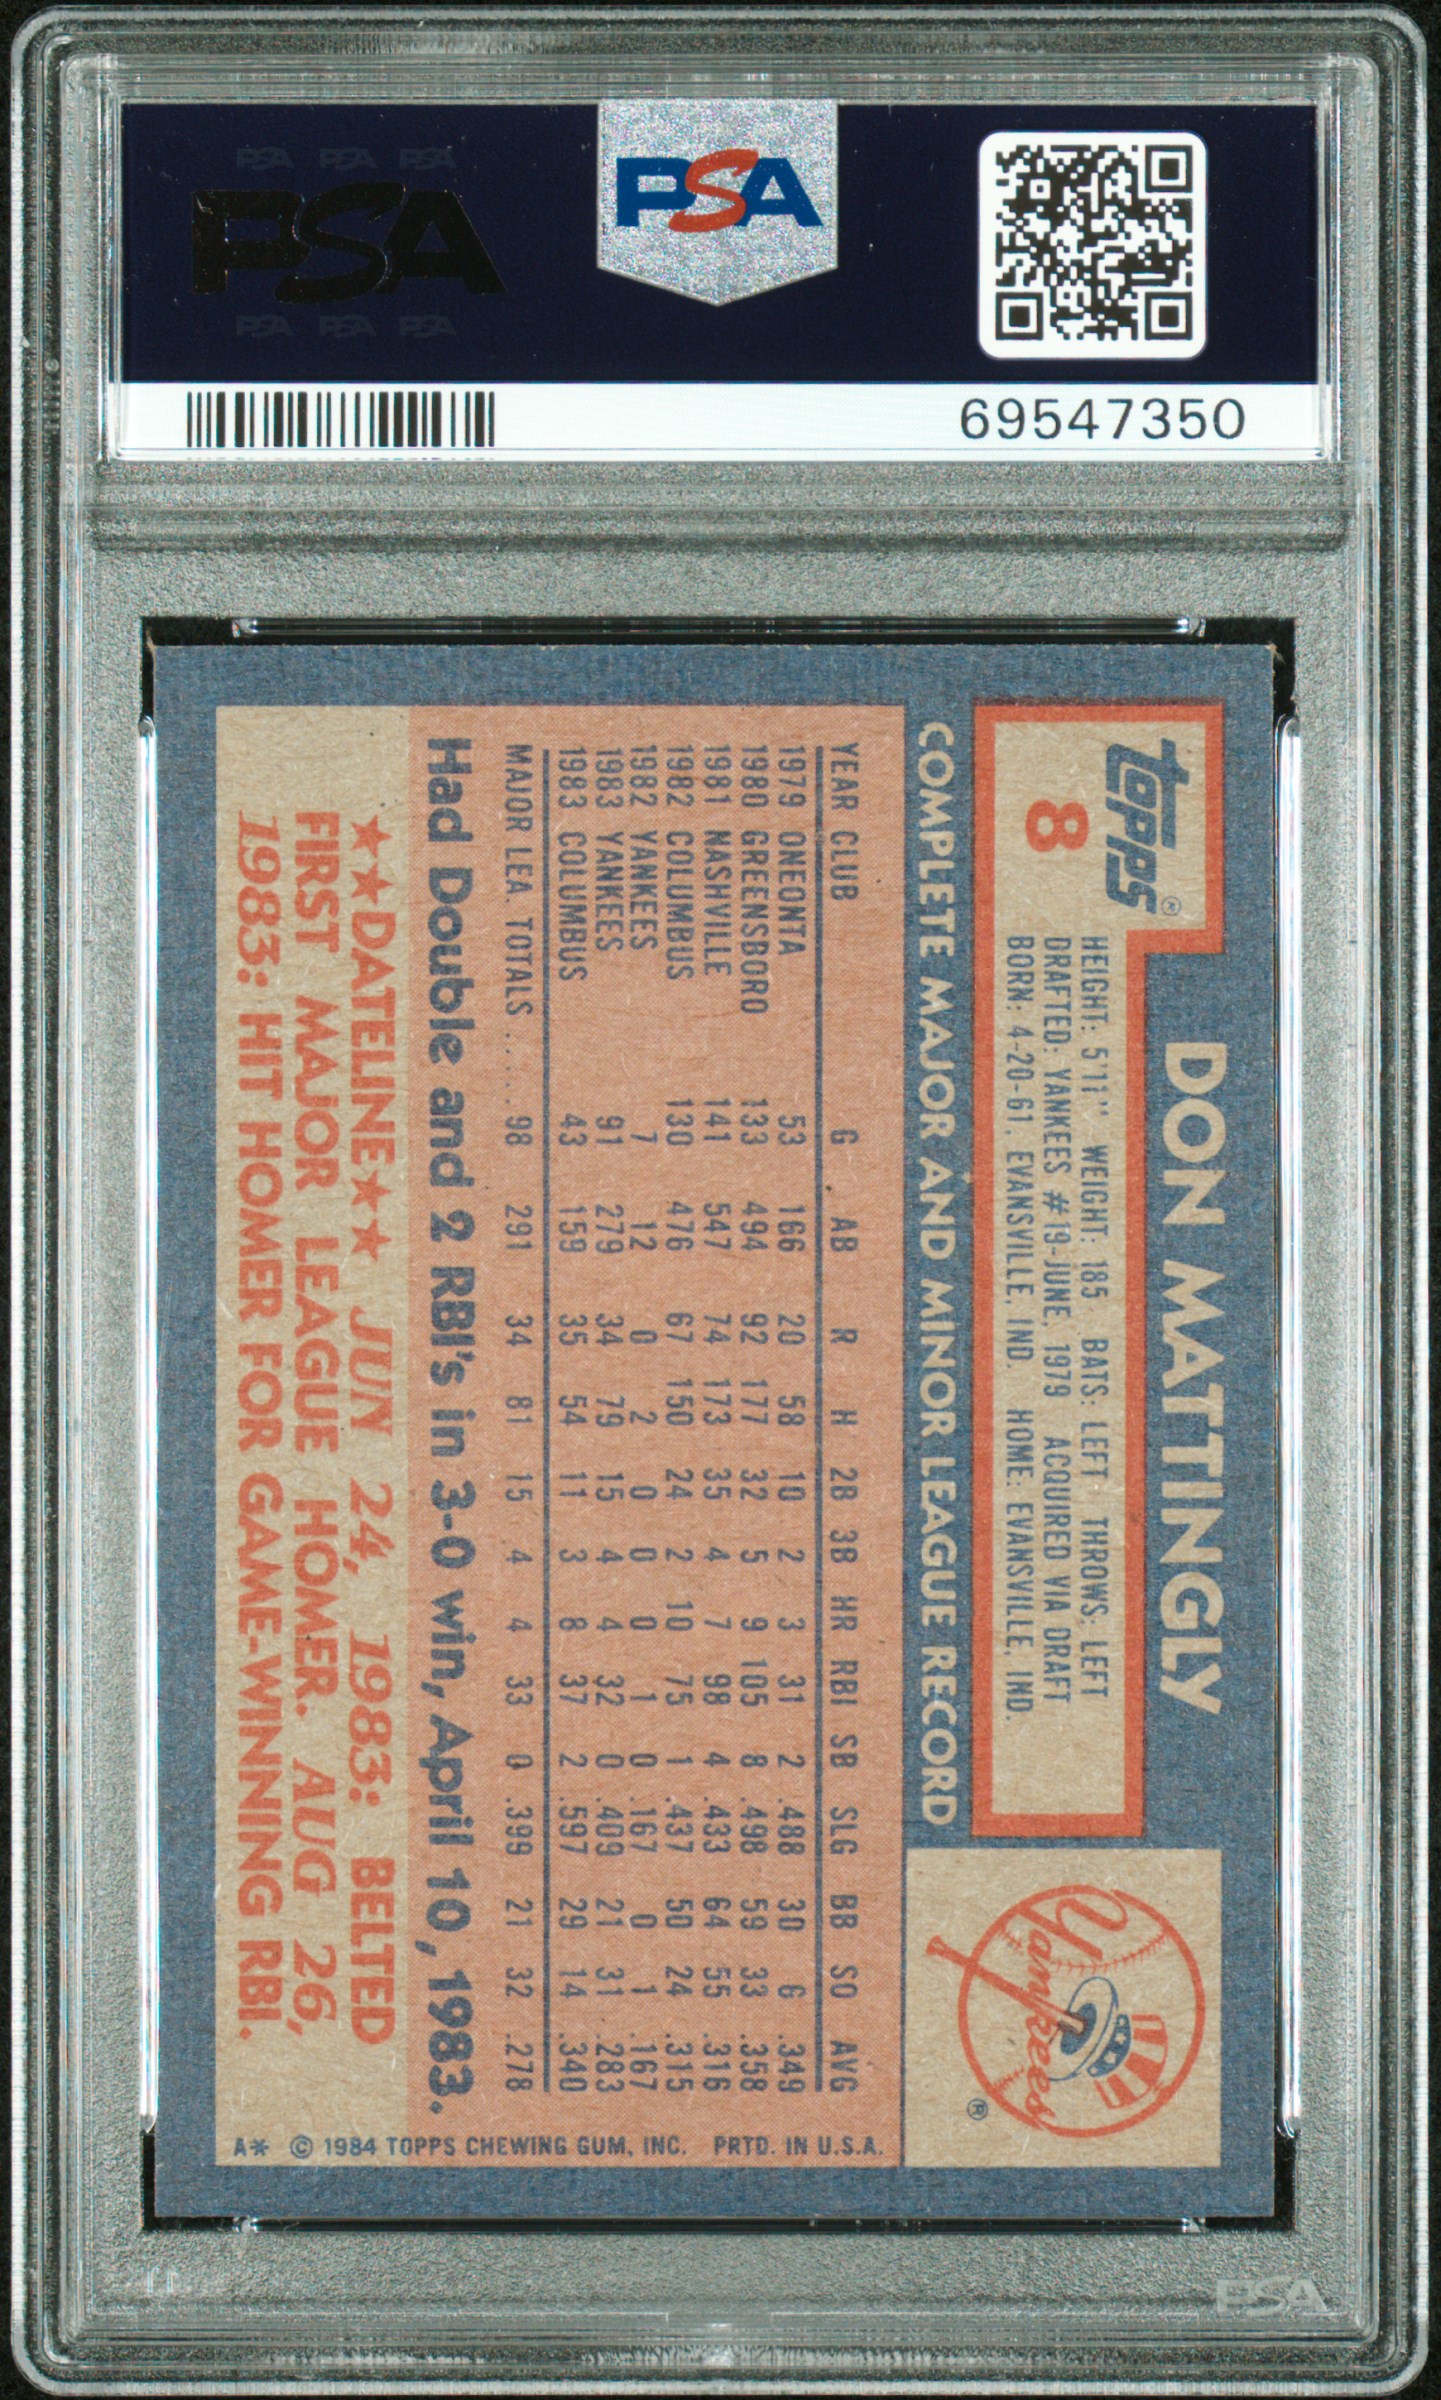 PSA PSA PSA
PSA
PSA PSA PSA
PSA
69547350
topps®
8
DON MATTINGLY
HEIGHT: 5'11" WEIGHT: 185 BATS: LEFT THROWS: LEFT
DRAFTED: YANKEES #19-JUNE, 1979 ACQUIRED VIA DRAFT
BORN: 4-20-61, EVANSVILLE, IND. HOME: EVANSVILLE, IND.
Yankees ®
COMPLETE MAJOR AND MINOR LEAGUE RECORD
YEAR CLUB G AB R H 2B 3B HR RBI SB SLG BB SO AVG
1979 ONEONTA 53 166 20 58 10 2 3 31 2 .488 30 6 .349
1980 GREENSBORO 133 494 92 177 32 5 9 105 8 .498 59 33 .358
1981 NASHVILLE 141 547 74 173 35 4 7 98 4 .433 64 55 .316
1982 COLUMBUS 130 476 67 150 24 2 10 75 1 .437 50 24 .315
1982 YANKEES 7 12 0 2 0 0 0 1 0 .167 0 1 .167
1983 YANKEES 91 279 34 79 15 4 4 32 0 .409 21 31 .283
1983 COLUMBUS 43 159 35 54 11 3 8 37 2 .597 29 14 .340
MAJOR LEA. TOTALS ..... 98 291 34 81 15 4 4 33 0 .399 21 32 .278
Had Double and 2 RBI's in 3-0 win, April 10, 1983.
★★DATELINE★★ JUN 24, 1983: BELTED
FIRST MAJOR LEAGUE HOMER. AUG 26,
1983: HIT HOMER FOR GAME-WINNING RBI.
A* © 1984 TOPPS CHEWING GUM, INC. PRTD. IN U.S.A.
PSA